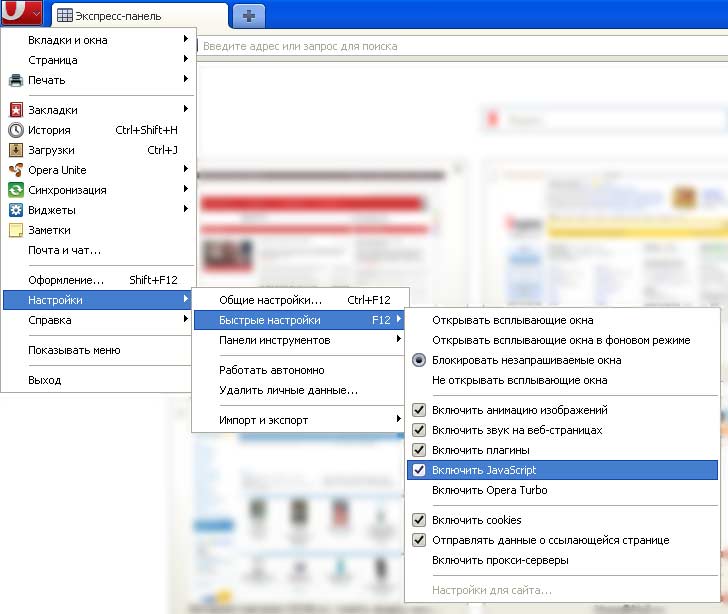 Экспресс-панель
Введите адрес или запрос для поиска
Вкладки и окна
Страница
Печать
Закладки
История Ctrl+Shift+H
Загрузки Ctrl+J
Opera Unite
Синхронизация
Виджеты
Заметки
Почта и чат...
Оформление... Shift+F12
Настройки
Справка
Показывать меню
Выход
Общие настройки... Ctrl+F12
Быстрые настройки F12
Панели инструментов
Работать автономно
Удалить личные данные...
Импорт и экспорт
Открывать всплывающие окна
Открывать всплывающие окна в фоновом режиме
Блокировать незапрашиваемые окна
Не открывать всплывающие окна
Включить анимацию изображений
Включить звук на веб-страницах
Включить плагины
Включить JavaScript
Включить Opera Turbo
Включить cookies
Отправлять данные о ссылающейся странице
Включить прокси-серверы
Настройки для сайта...